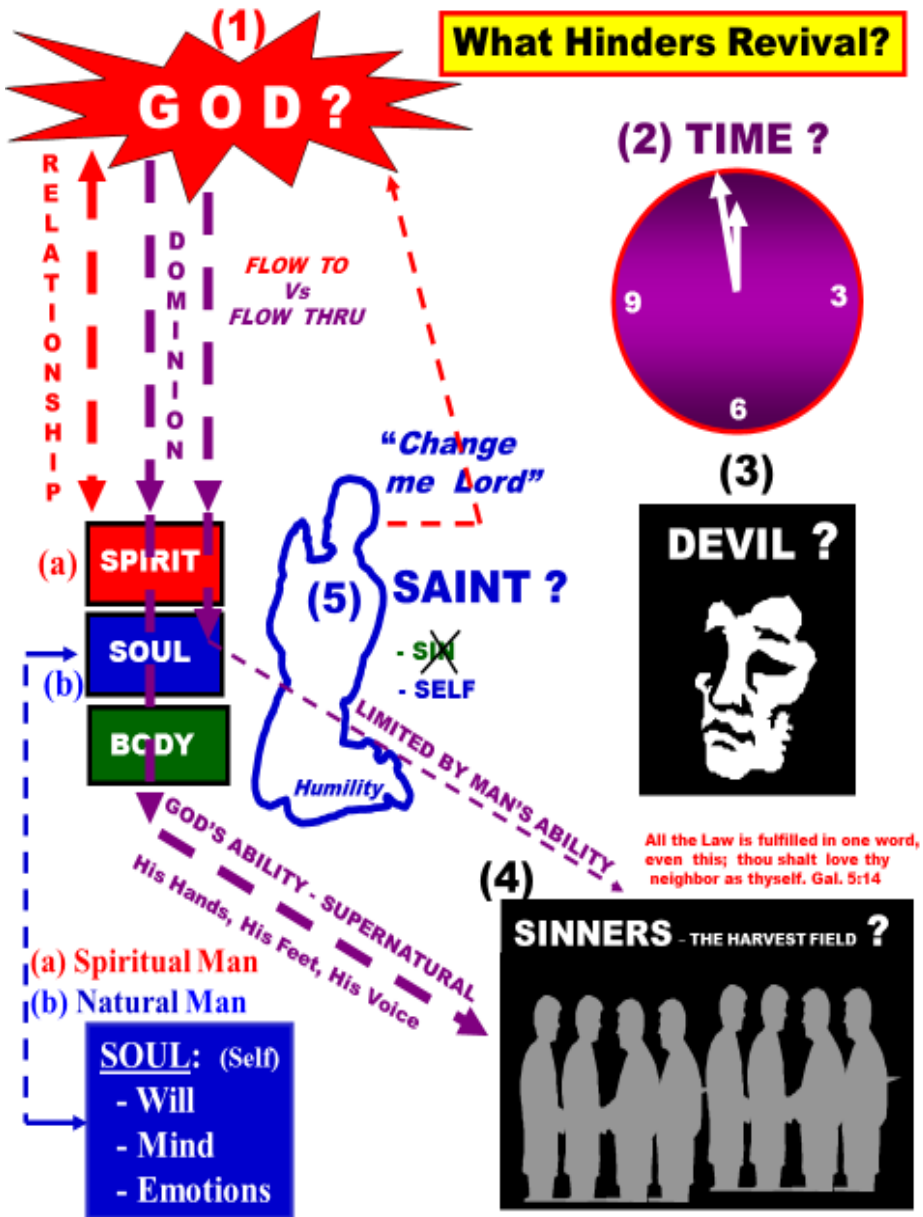 (1)
GOD?
What Hinders Revival?
(2) TIME ?
9
3
6
RELATIONSHIP
DOMINION
FLOW TO
Vs
FLOW THRU
"Change
me Lord"
(3)
DEVIL ?
(a)
SPIRIT
SOUL
(b)
BODY
(5)
SAINT ?
- SIN
- SELF
Humility
LIMITED BY MAN'S ABILITY
GOD'S ABILITY - SUPERNATURAL
His Hands, His Feet, His Voice
All the Law is fulfilled in one word,
even this; thou shalt love thy
neighbor as thyself. Gal. 5:14
(4)
SINNERS - THE HARVEST FIELD ?
(a) Spiritual Man
(b) Natural Man
SOUL: (Self)
- Will
- Mind
- Emotions